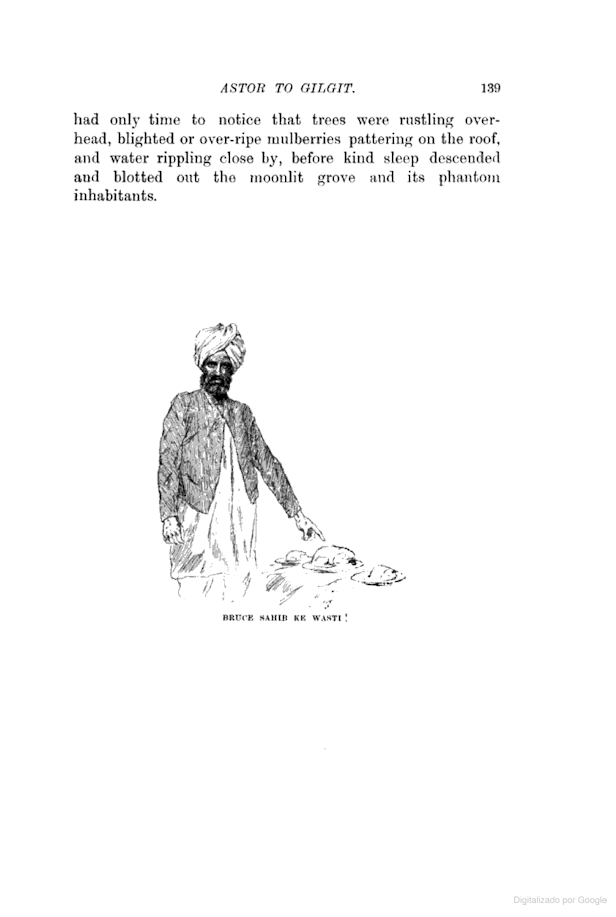 ASTOR TO GILGIT. 139
had only time to notice that trees were rustling over-
head, blighted or over-ripe mulberries pattering on the roof,
and water rippling close by, before kind sleep descended
and blotted out the moonlit grove and its phantom
inhabitants.
BRUCE SAHIB KE WASTI!
Digitalizado por Google